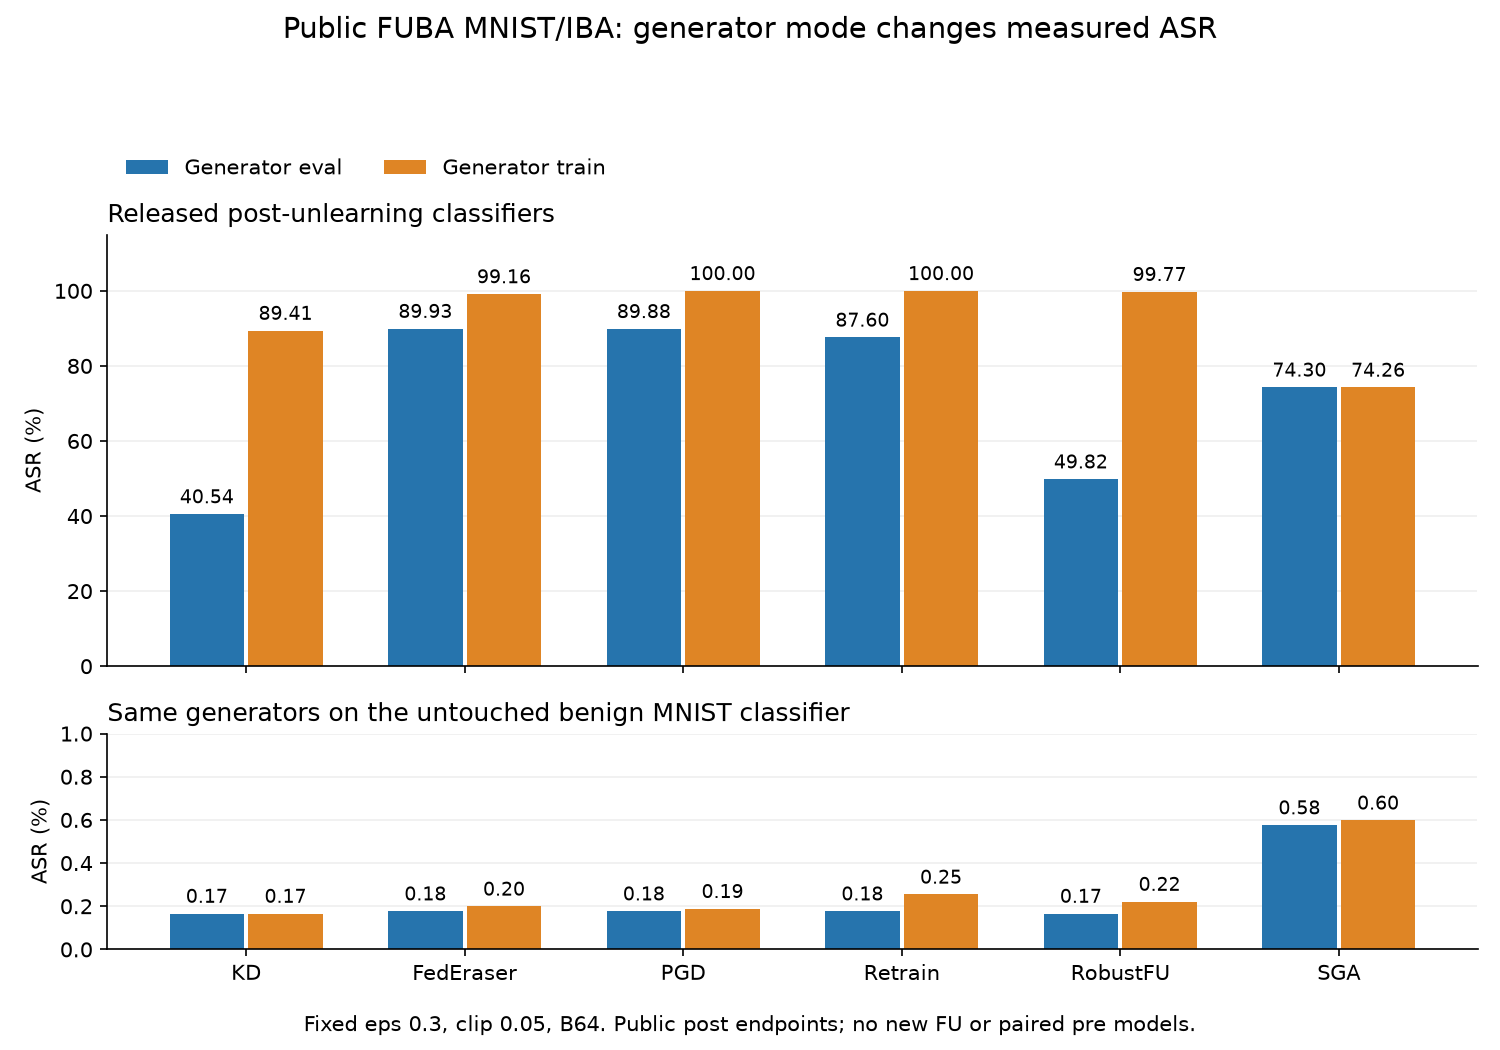 Public FUBA MNIST/IBA: generator mode changes measured ASR
Generator eval
Generator train
Released post-unlearning classifiers
ASR (%)
100
80
60
40
20
0
40.54
89.41
89.93
99.16
89.88
100.00
87.60
100.00
49.82
99.77
74.30
74.26
Same generators on the untouched benign MNIST classifier
ASR (%)
1.0
0.8
0.6
0.4
0.2
0.0
0.17
0.17
0.18
0.20
0.18
0.19
0.18
0.25
0.17
0.22
0.58
0.60
KD
FedEraser
PGD
Retrain
RobustFU
SGA
Fixed eps 0.3, clip 0.05, B64. Public post endpoints; no new FU or paired pre models.